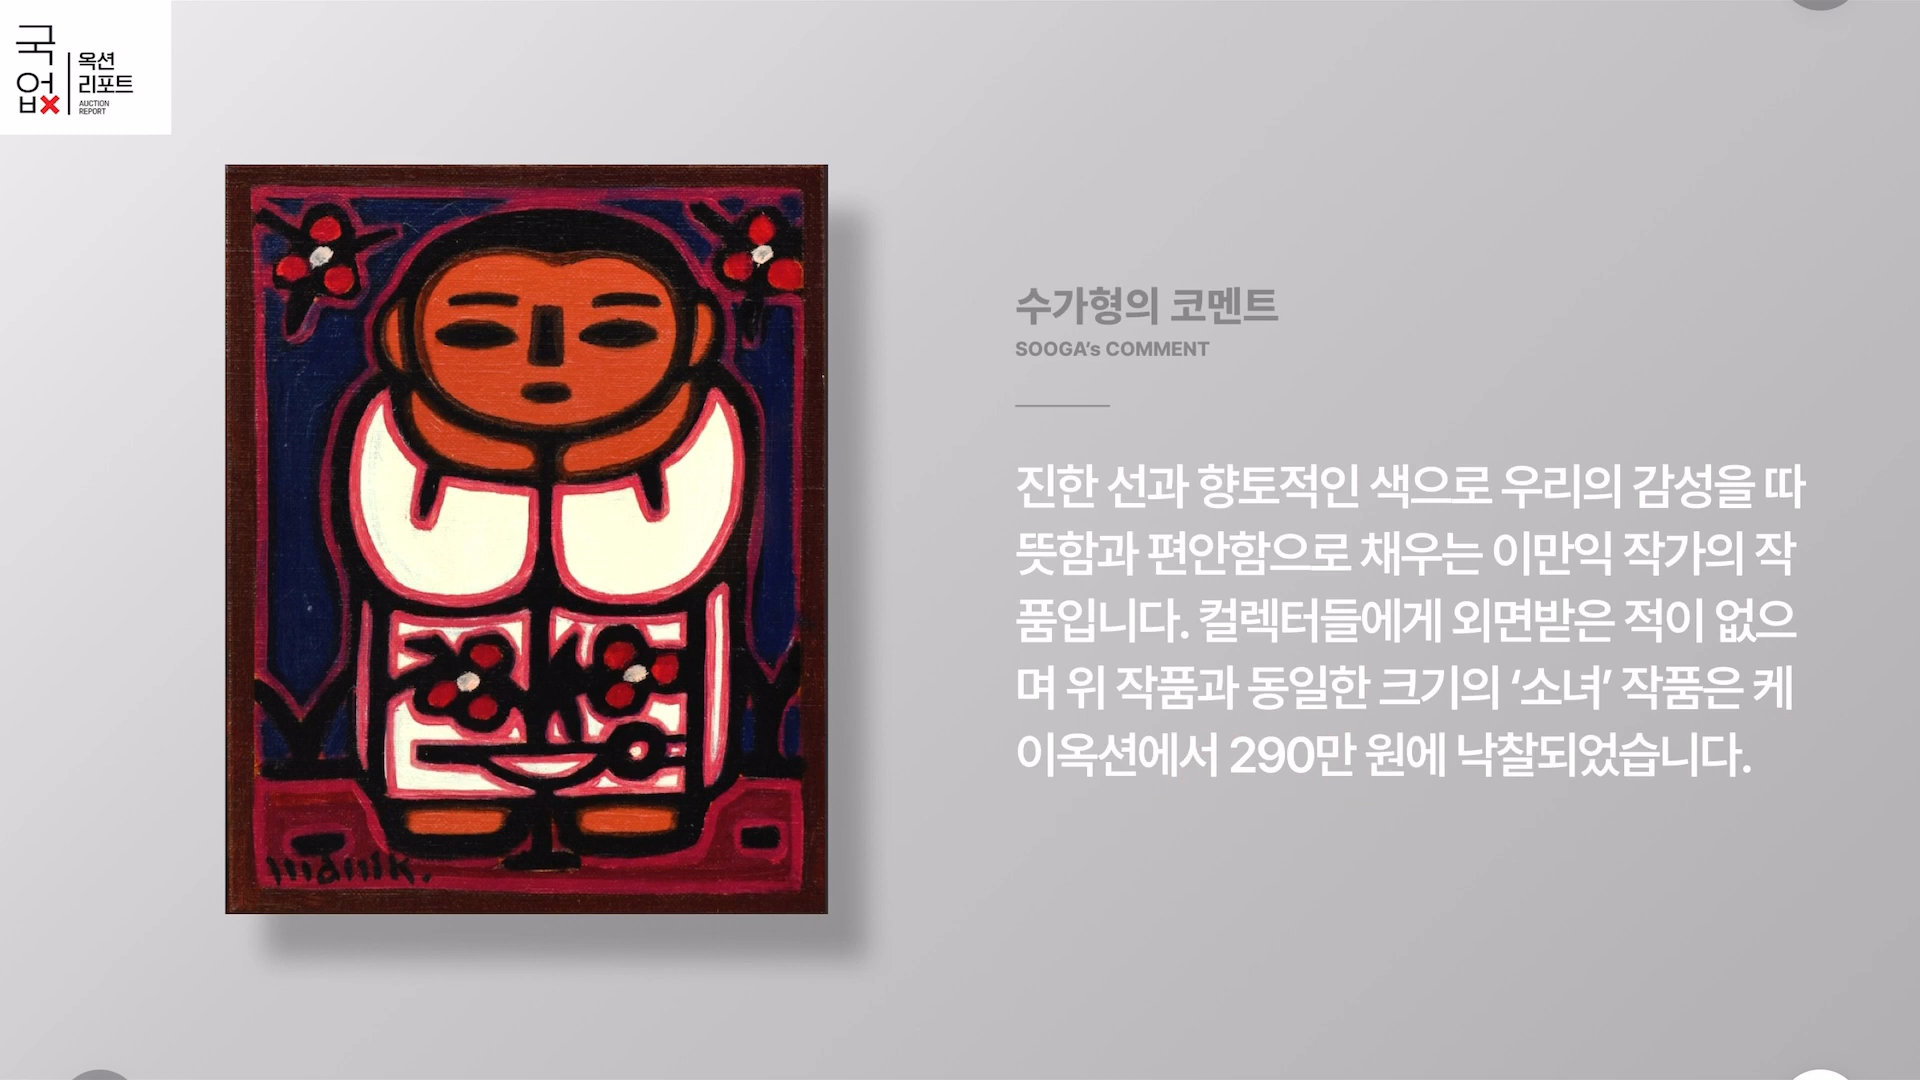 국
없
옥션
리포트
AUCTION
REPORT
수가형의 코멘트
SOOGA's COMMENT
진한 선과 향토적인 색으로 우리의 감성을 따
뜻함과 편안함으로 채우는 이만익 작가의 작
품입니다. 컬렉터들에게 외면받은 적이 없으
며 위 작품과 동일한 크기의 ‘소녀’ 작품은 케
이옥션에서 290만 원에 낙찰되었습니다.
manik.